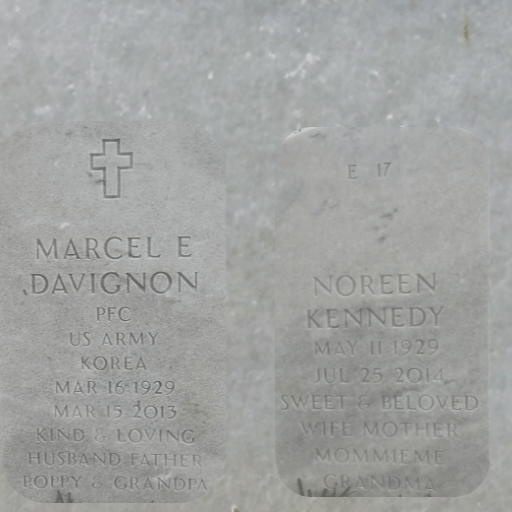 MARCEL E
DAVIGNON
PFC
US ARMY
KOREA
MAR 16 1929
MAR 15 2013
KIND & LOVING
HUSBAND FATHER
POPPY & GRANDPA
E 17
NOREEN
KENNEDY
MAY 11 1929
JUL 25 2014
SWEET & BELOVED
WIFE MOTHER
MOMMIEME
GRANDMA